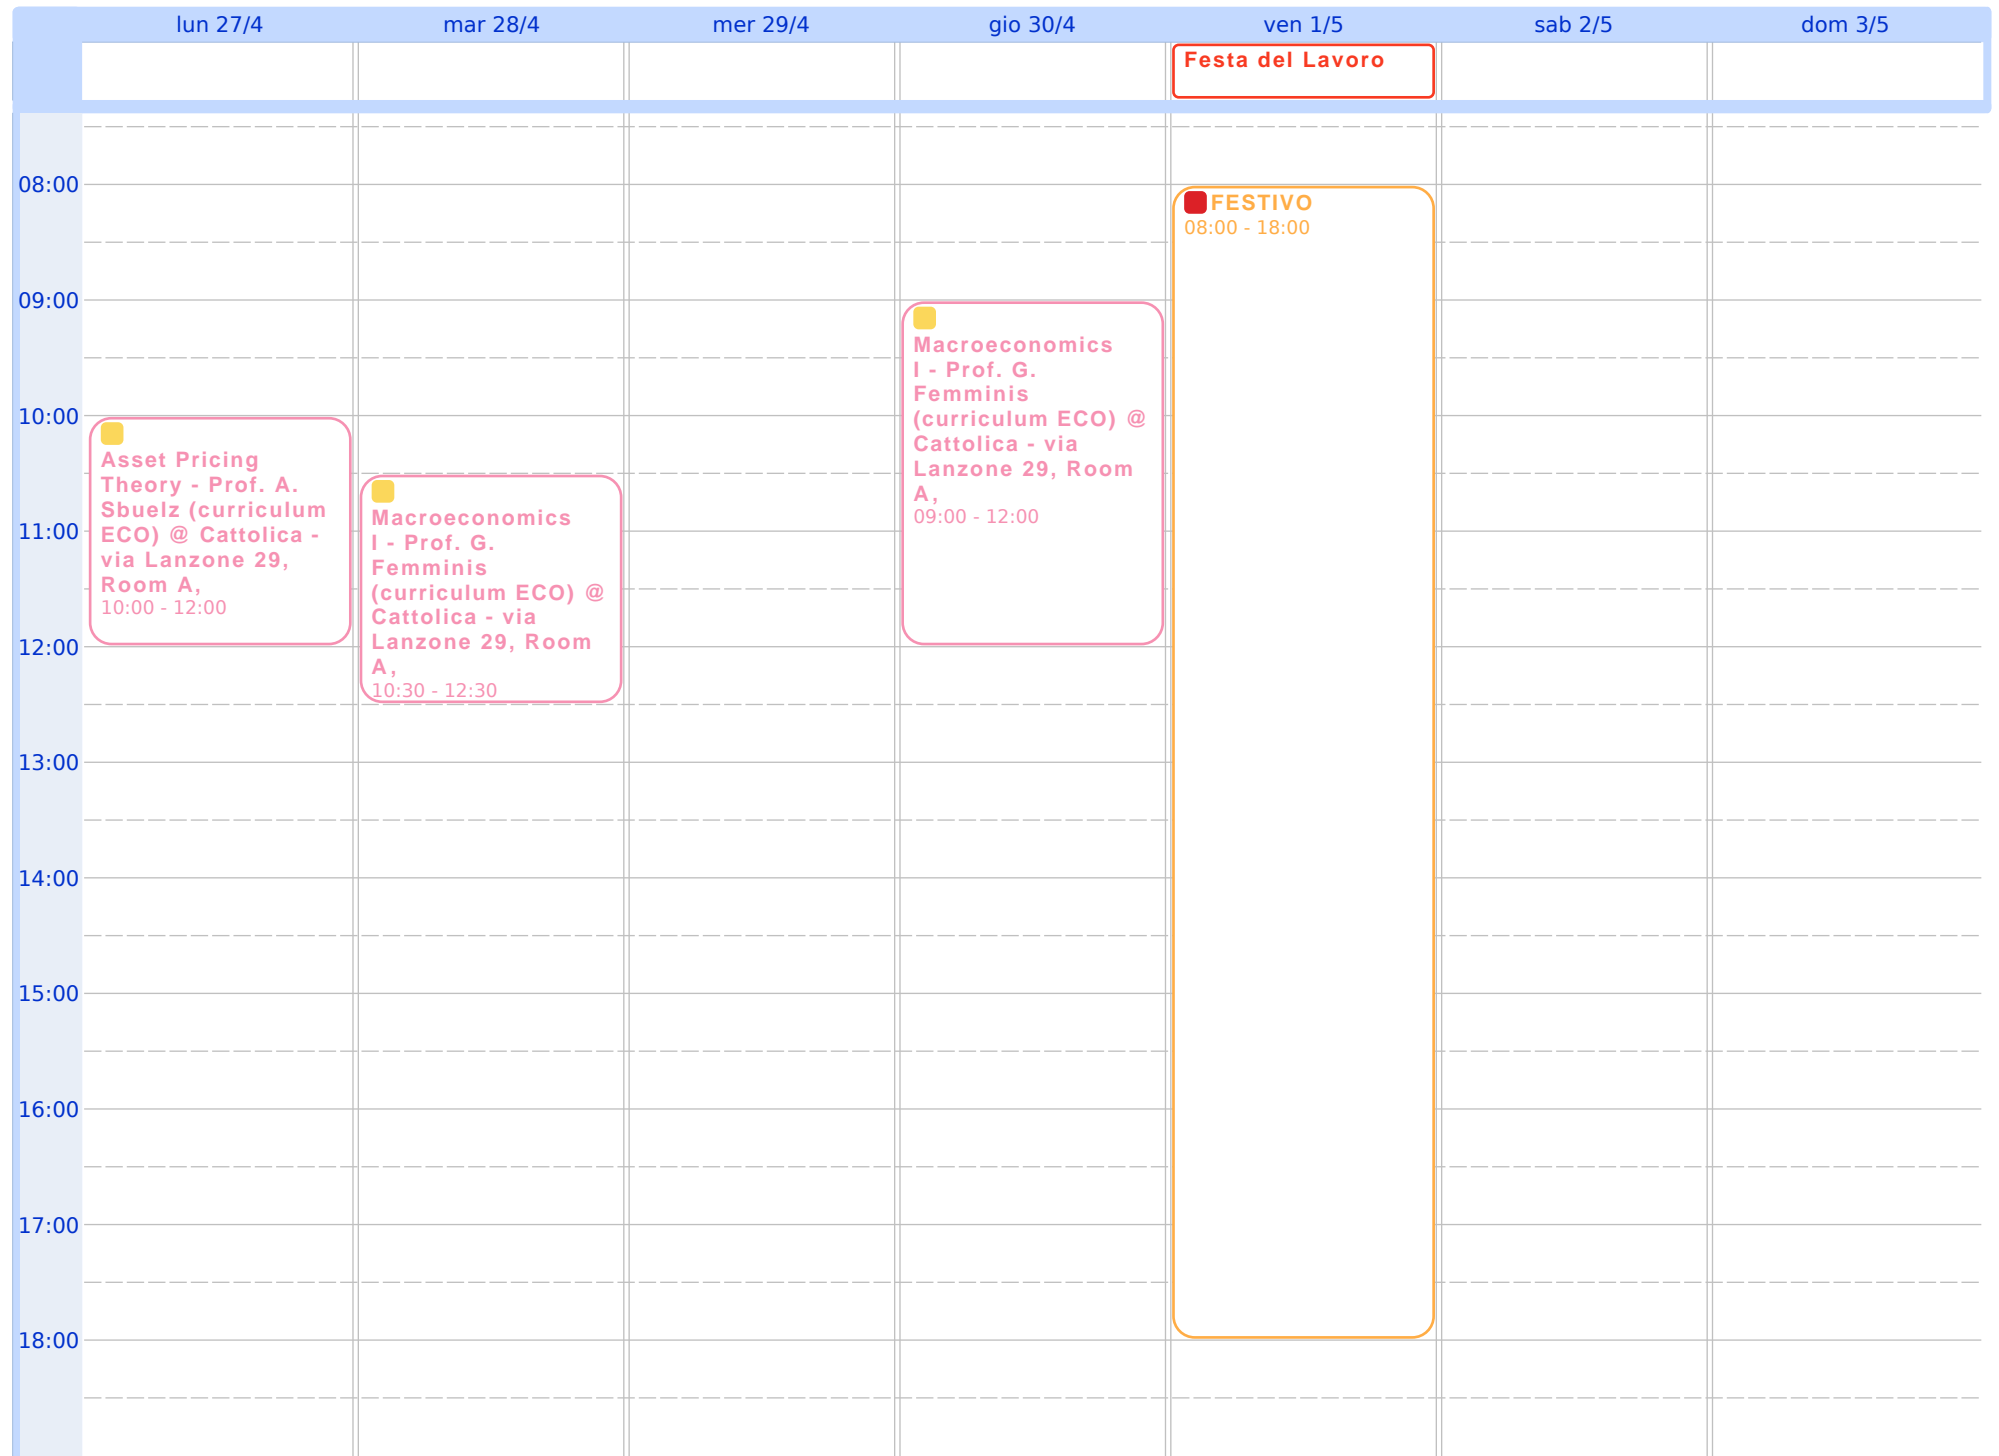 lun 27/4
mar 28/4
mer 29/4
gio 30/4
ven 1/5
sab 2/5
dom 3/5
Festa del Lavoro
08:00
09:00
10:00
11:00
12:00
13:00
14:00
15:00
16:00
17:00
18:00
Asset Pricing
Theory - Prof. A.
Sbuelz (curriculum
ECO) @ Cattolica -
via Lanzone 29,
Room A,
10:00 - 12:00
Macroeconomics
I - Prof. G.
Femminis
(curriculum ECO) @
Cattolica - via
Lanzone 29, Room
A,
10:30 - 12:30
Macroeconomics
I - Prof. G.
Femminis
(curriculum ECO) @
Cattolica - via
Lanzone 29, Room
A,
09:00 - 12:00
FESTIVO
08:00 - 18:00